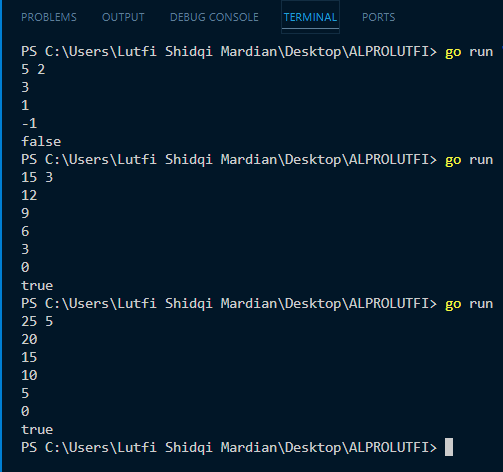 PROBLEMS OUTPUT DEBUG CONSOLE TERMINAL PORTS
PS C:\Users\Lutfi Shidqi Mardian\Desktop\ALPROLUTFI> go run
5 2
3
1
-1
false
PS C:\Users\Lutfi Shidqi Mardian\Desktop\ALPROLUTFI> go run
15 3
12
9
6
3
0
true
PS C:\Users\Lutfi Shidqi Mardian\Desktop\ALPROLUTFI> go run
25 5
20
15
10
5
0
true
PS C:\Users\Lutfi Shidqi Mardian\Desktop\ALPROLUTFI>